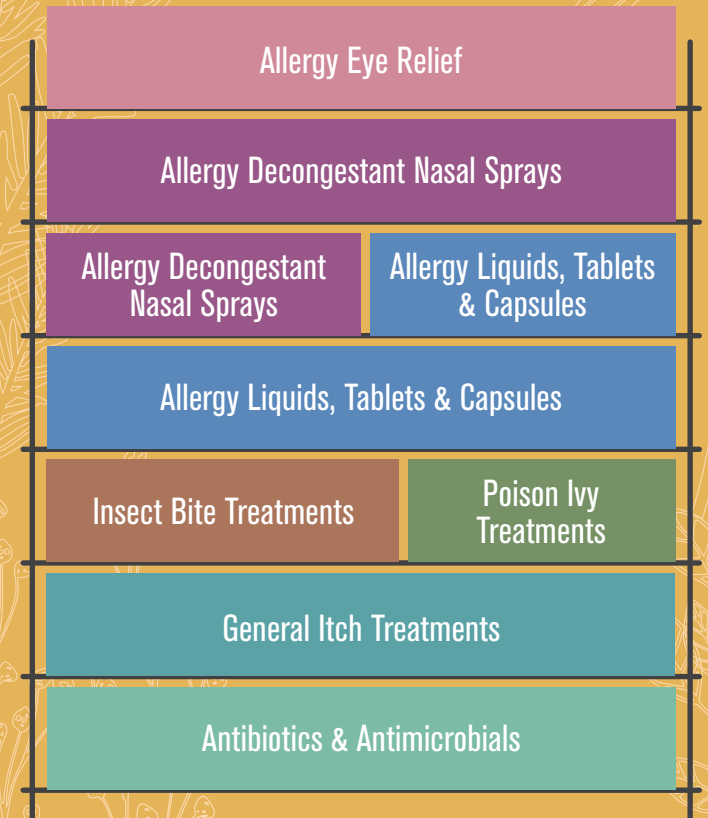 Allergy Eye Relief
Allergy Decongestant Nasal Sprays
Allergy Decongestant
Nasal Sprays
Allergy Liquids, Tablets
& Capsules
Allergy Liquids, Tablets & Capsules
Insect Bite Treatments
Poison Ivy
Treatments
General Itch Treatments
Antibiotics & Antimicrobials